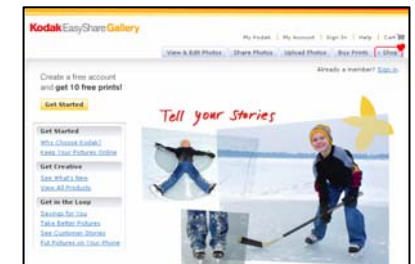 Kodak EasyShare Gallery
My Kodak | My Account | Sign In | Help | Cart
View & Edit Photos Share Photos Upload Photos Buy Prints Shop
Already a member? Sign in.
Create a free account
and get 10 free prints!
Get Started
Tell your Stories
Get Started
Why Choose Kodak?
Keep Your Pictures Online
Get Creative
See What's New
View All Products
Get in the Loop
Savings for You
Take Better Pictures
See Customer Stories
Put Pictures on Your Phone